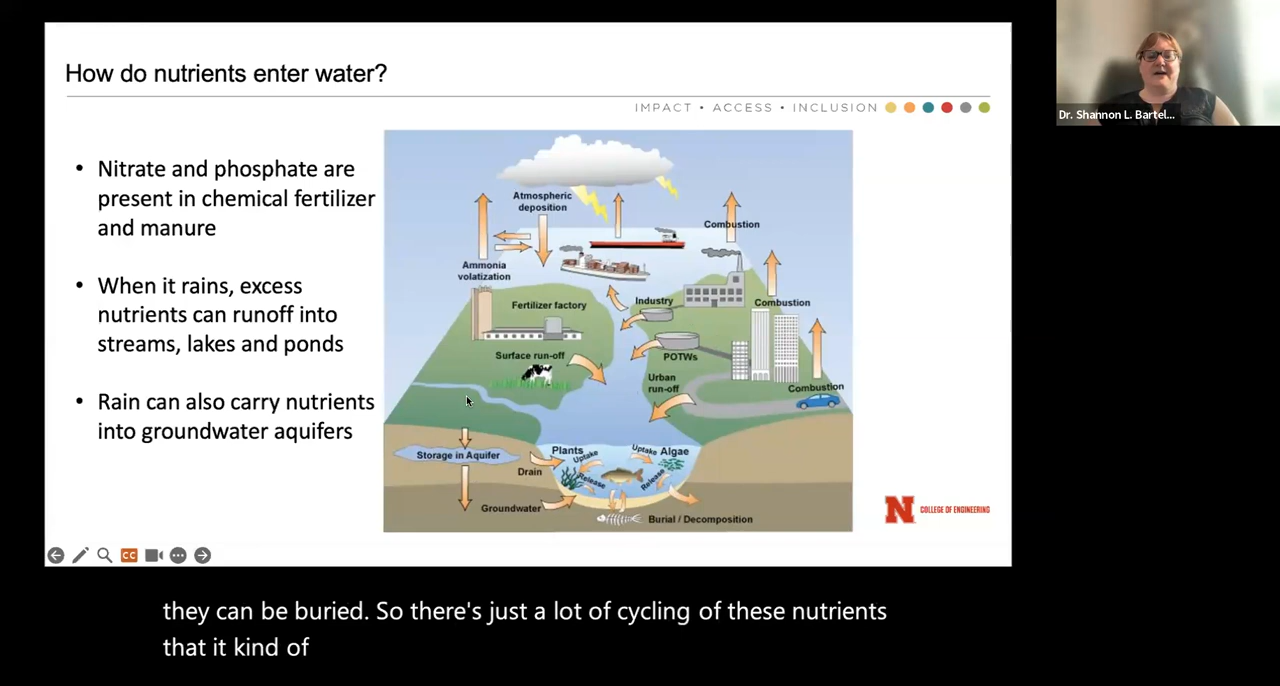 How do nutrients enter water?
IMPACT • ACCESS • INCLUSION
• Nitrate and phosphate are
present in chemical fertilizer
and manure
• When it rains, excess
nutrients can runoff into
streams, lakes and ponds
• Rain can also carry nutrients
into groundwater aquifers
Atmospheric
deposition
Combustion
Ammonia
volatization
Fertilizer factory
Industry
Combustion
Surface run-off
POTWs
Urban
run-off
Combustion
Storage in Aquifer
Plants
Uptake
Uptake
Algae
Drain
Release
Release
Groundwater
Burial / Decomposition
N COLLEGE OF ENGINEERING
CC
Dr. Shannon L. Bartel...
they can be buried. So there's just a lot of cycling of these nutrients
that it kind of